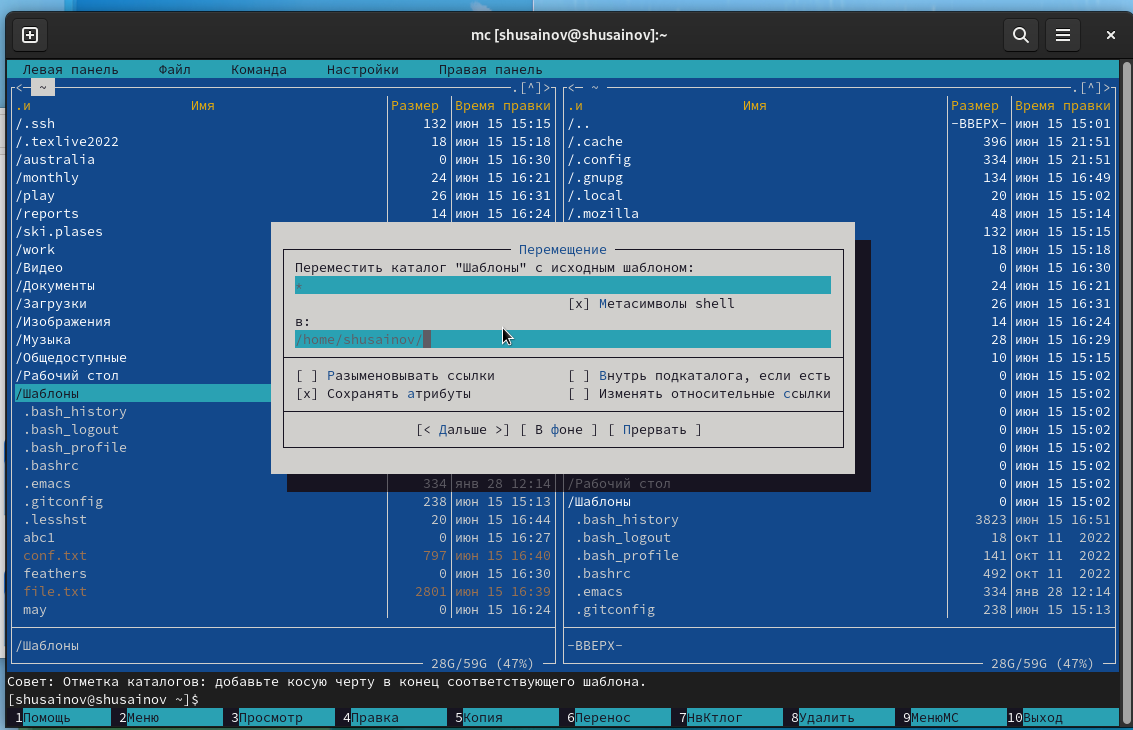 mc [shusainov@shusainov]:~
Левая панель Файл Команда Настройки Правая панель
<─ ~ .[^]> <─ ~ .[^]>
.и Имя Размер Время правки .и Имя Размер Время правки
/.ssh 132 июн 15 15:15 /.. -ВВЕРХ- июн 15 15:01
/.texlive2022 18 июн 15 15:18 /.cache 396 июн 15 21:51
/australia 0 июн 15 16:30 /.config 334 июн 15 21:51
/monthly 24 июн 15 16:21 /.gnupg 134 июн 15 16:49
/play 26 июн 15 16:31 /.local 20 июн 15 15:02
/reports 14 июн 15 16:24 /.mozilla 48 июн 15 15:14
/ski.plases 132 июн 15 15:15
/work Перемещение 18 июн 15 15:18
/Видео Переместить каталог "Шаблоны" с исходным шаблоном: 0 июн 15 16:30
/Документы * 24 июн 15 16:21
/Загрузки [x] Метасимволы shell 26 июн 15 16:31
/Изображения в: 14 июн 15 16:24
/Музыка /home/shusainov/ 28 июн 15 16:29
/Общедоступные 10 июн 15 15:15
/Рабочий стол [ ] Разыменовывать ссылки [ ] Внутрь подкаталога, если есть 0 июн 15 15:02
/Шаблоны [x] Сохранять атрибуты [ ] Изменять относительные ссылки 0 июн 15 15:02
.bash_history 0 июн 15 15:02
.bash_logout [< Дальше >] [ В фоне ] [ Прервать ] 0 июн 15 15:02
.bash_profile 0 июн 15 15:02
.bashrc 0 июн 15 15:02
.emacs 334 янв 28 12:14 /Рабочий стол 0 июн 15 15:02
.gitconfig 238 июн 15 15:13 /Шаблоны 0 июн 15 15:02
.lesshst 20 июн 15 16:44 .bash_history 3823 июн 15 16:51
abc1 0 июн 15 16:27 .bash_logout 18 окт 11 2022
conf.txt 797 июн 15 16:40 .bash_profile 141 окт 11 2022
feathers 0 июн 15 16:30 .bashrc 492 окт 11 2022
file.txt 2801 июн 15 16:39 .emacs 334 янв 28 12:14
may 0 июн 15 16:24 .gitconfig 238 июн 15 15:13
/Шаблоны -ВВЕРХ-
28G/59G (47%) 28G/59G (47%)
Совет: Отметка каталогов: добавьте косую черту в конец соответствующего шаблона.
[shusainov@shusainov ~]$
1Помощь 2Меню 3Просмотр 4Правка 5Копия 6Перенос 7НвКтлог 8Удалить 9МенюМС 10Выход